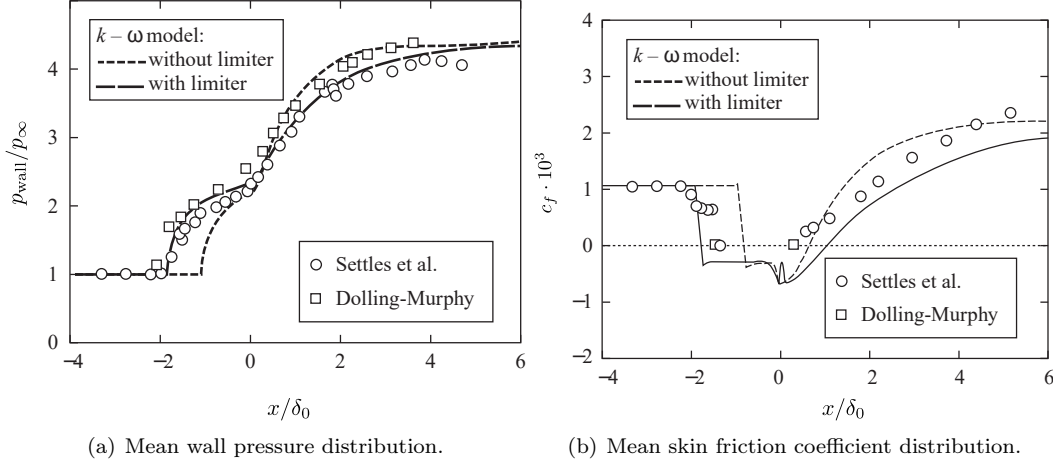 k – ω model:
without limiter
with limiter
p_wall/p_∞
4
3
2
1
0
−4
−2
0
2
4
6
x/δ₀
Settles et al.
Dolling-Murphy
(a) Mean wall pressure distribution.
k – ω model:
without limiter
with limiter
c_f · 10³
4
3
2
1
0
−1
−2
−4
−2
0
2
4
6
x/δ₀
Settles et al.
Dolling-Murphy
(b) Mean skin friction coefficient distribution.